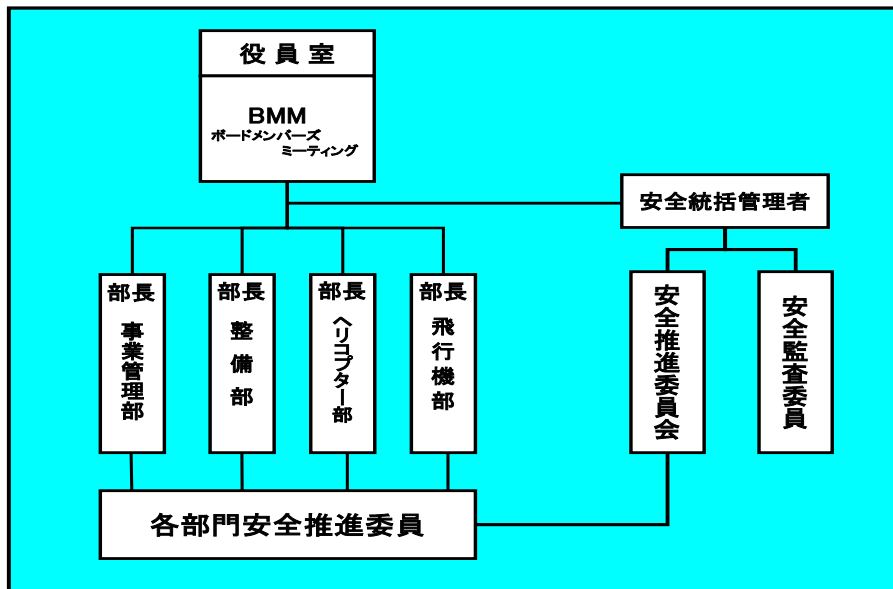 役員室
BMM
ボードメンバーズ
ミーティング
安全統括管理者
部長
事業管理部
部長
整備部
部長
ヘリコプター部
部長
飛行機部
安全推進委員会
安全監査委員
各部門安全推進委員